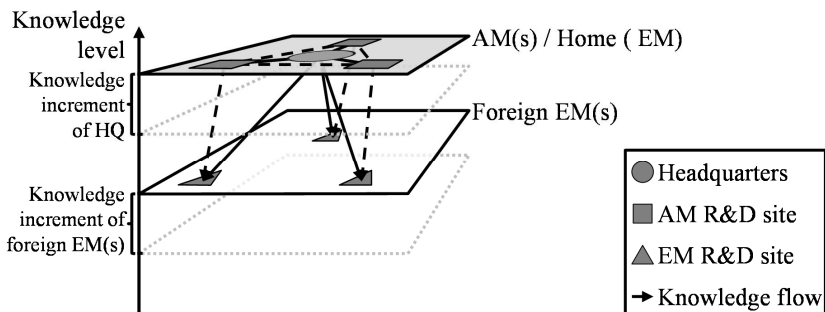 Knowledge
level
AM(s) / Home ( EM)
Knowledge
increment
of HQ
Foreign EM(s)
Knowledge
increment of
foreign EM(s)
Headquarters
AM R&D site
EM R&D site
Knowledge flow